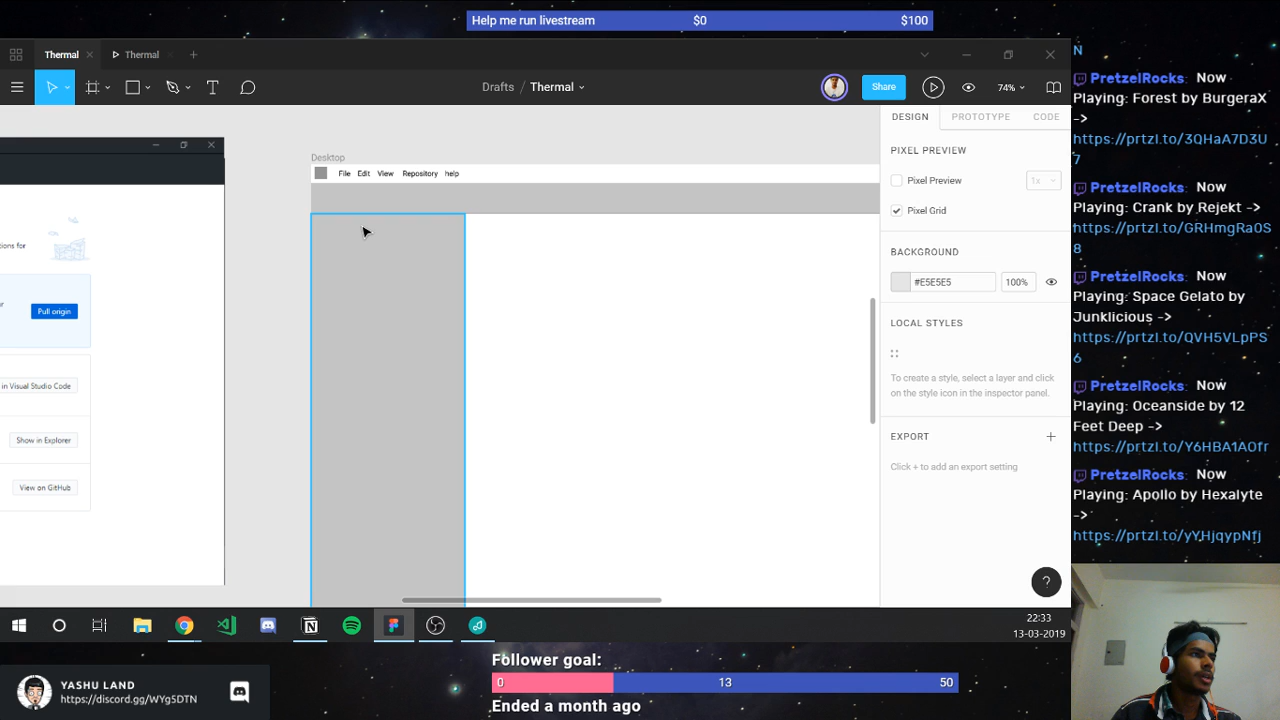 Help me run livestream $0 $100
Thermal
Thermal
Drafts / Thermal
Share
74%
DESIGN PROTOTYPE CODE
PIXEL PREVIEW
Pixel Preview 1x
Pixel Grid
BACKGROUND
#E5E5E5 100%
LOCAL STYLES
To create a style, select a layer and click
on the style icon in the inspector panel.
EXPORT
Click + to add an export setting
?
Desktop
File Edit View Repository help
tions for
Pull origin
in Visual Studio Code
Show in Explorer
View on GitHub
N
PretzelRocks: Now
Playing: Forest by BurgeraX
->
https://prtzl.to/3QHaA7D3U
7
PretzelRocks: Now
Playing: Crank by Rejekt ->
https://prtzl.to/GRHmgRa0S
8
PretzelRocks: Now
Playing: Space Gelato by
Junklicious ->
https://prtzl.to/QVH5VLpPS
6
PretzelRocks: Now
Playing: Oceanside by 12
Feet Deep ->
https://prtzl.to/Y6HBA1AOfr
PretzelRocks: Now
Playing: Apollo by Hexalyte
->
https://prtzl.to/yYHjqypNfj
22:33
13-03-2019
YASHU LAND
https://discord.gg/WYg5DTN
Follower goal:
0 13 50
Ended a month ago